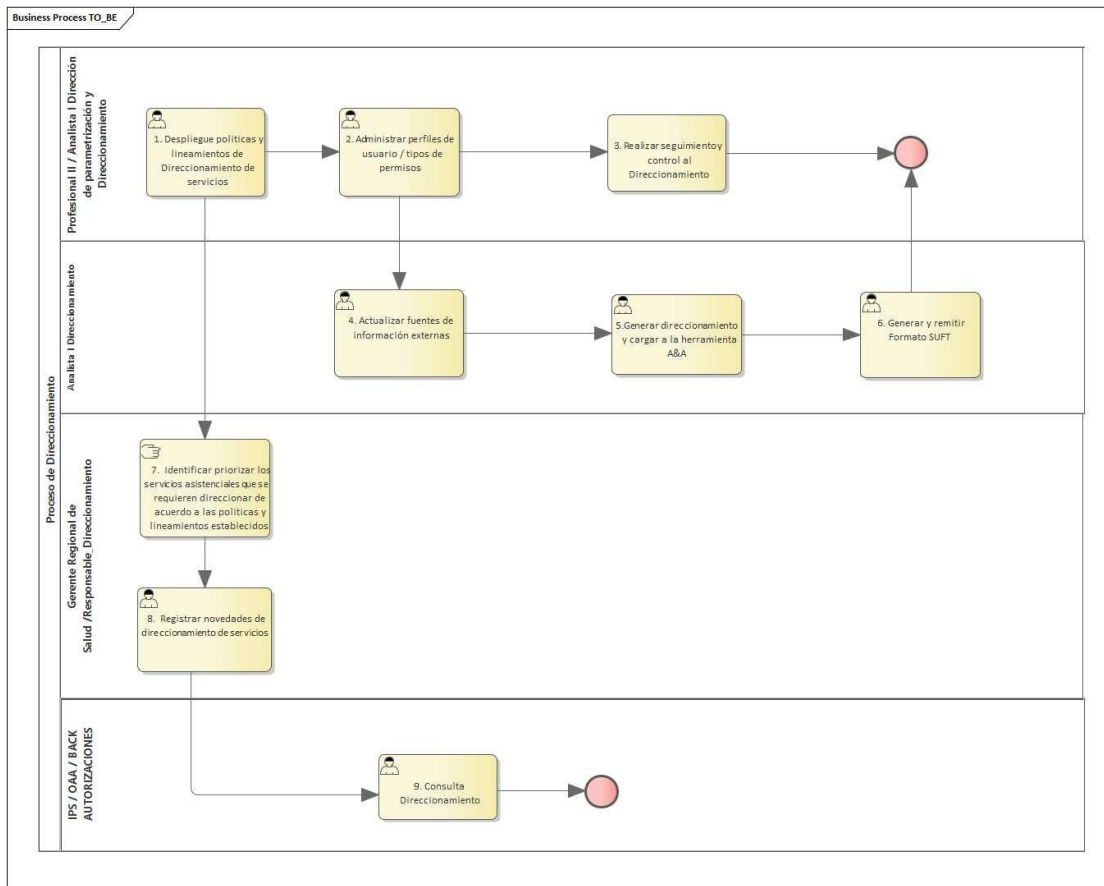 Business Process TO_BE
Proceso de Direccionamiento
Profesional II / Analista I Dirección
de parametrización y
Direccionamiento
1. Despliegue politicas y
lineamientos de
Direccionamiento de
servicios
2. Administrar perfiles de
usuario / tipos de
permisos
3. Realizar seguimiento y
control al
Direccionamiento
Analista I Direccionamiento
4. Actualizar fuentes de
información externas
5.Generar direccionamiento
y cargar a la herramienta
A&A
6. Generar y remitir
Formato SUFT
Gerente Regional de
Salud /Responsable_Direccionamiento
7. Identificar priorizar los
servicios asistenciales que se
requieren direccionar de
acuerdo a las politicas y
lineamientos establecidos
8. Registrar novedades de
direccionamiento de servicios
IPS / OAA / BACK
AUTORIZACIONES
9. Consulta
Direccionamiento